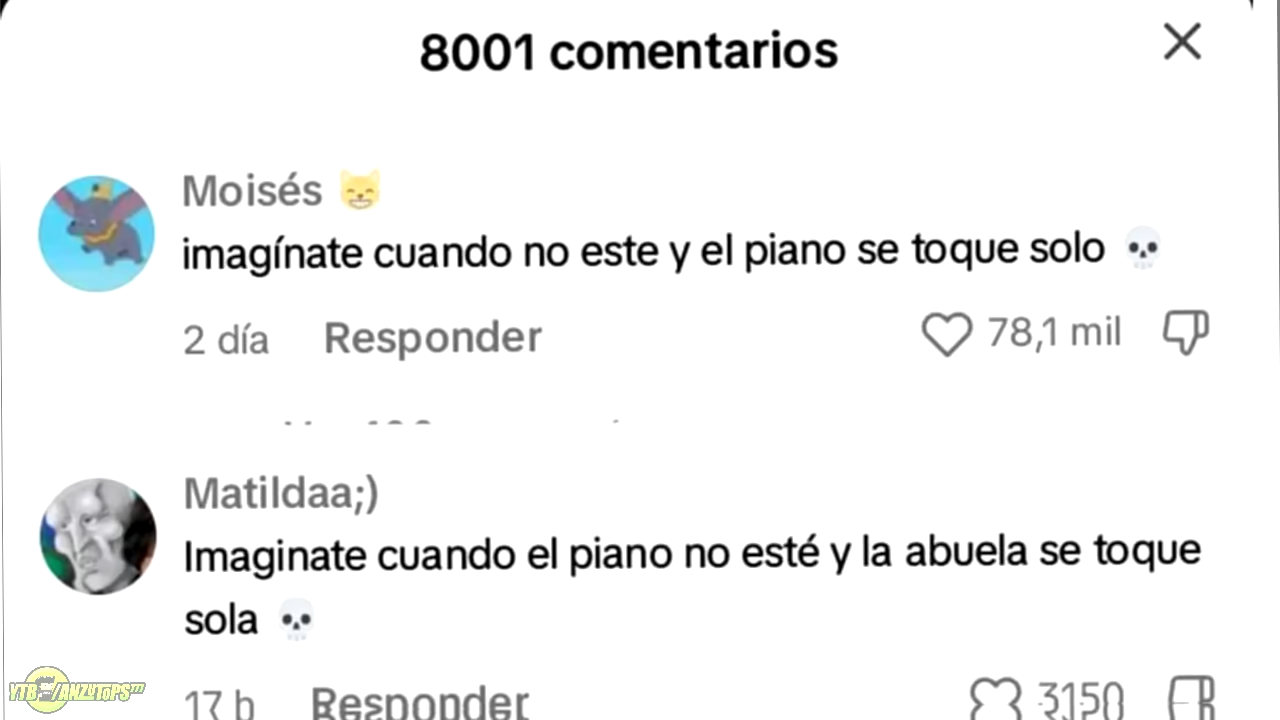 8001 comentarios
Moisés 😸
imagínate cuando no este y el piano se toque solo 💀
2 día Responder 78,1 mil
Matildaa;)
Imaginate cuando el piano no esté y la abuela se toque
sola 💀
Responder 3150